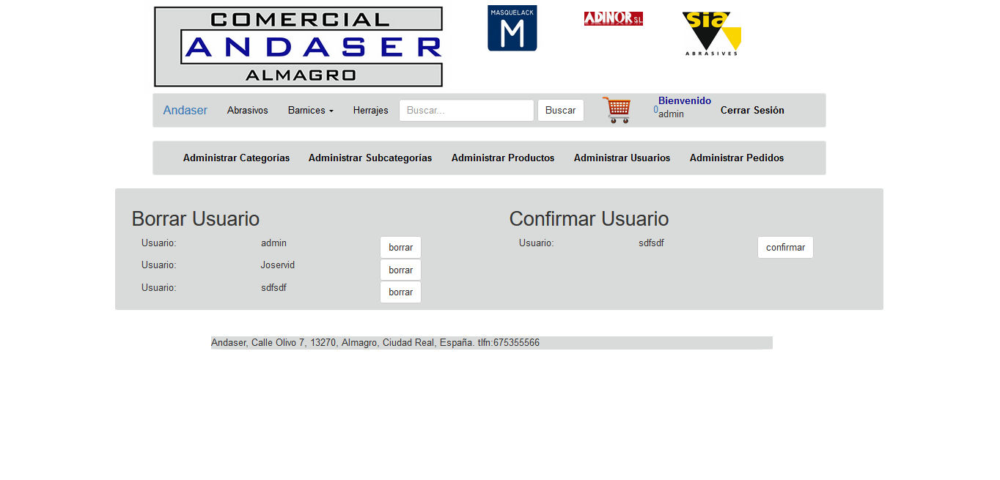 COMERCIAL
ANDASER
ALMAGRO
MASQUELACK
M
ADINOR SL
sia
ABRASIVES
Andaser Abrasivos Barnices Herrajes Buscar... Buscar 0 Bienvenido admin Cerrar Sesión
Administrar Categorías Administrar Subcategorías Administrar Productos Administrar Usuarios Administrar Pedidos
Borrar Usuario
Usuario: admin borrar
Usuario: Joservid borrar
Usuario: sdfsdf borrar
Confirmar Usuario
Usuario: sdfsdf confirmar
Andaser, Calle Olivo 7, 13270, Almagro, Ciudad Real, España. tlfn:675355566